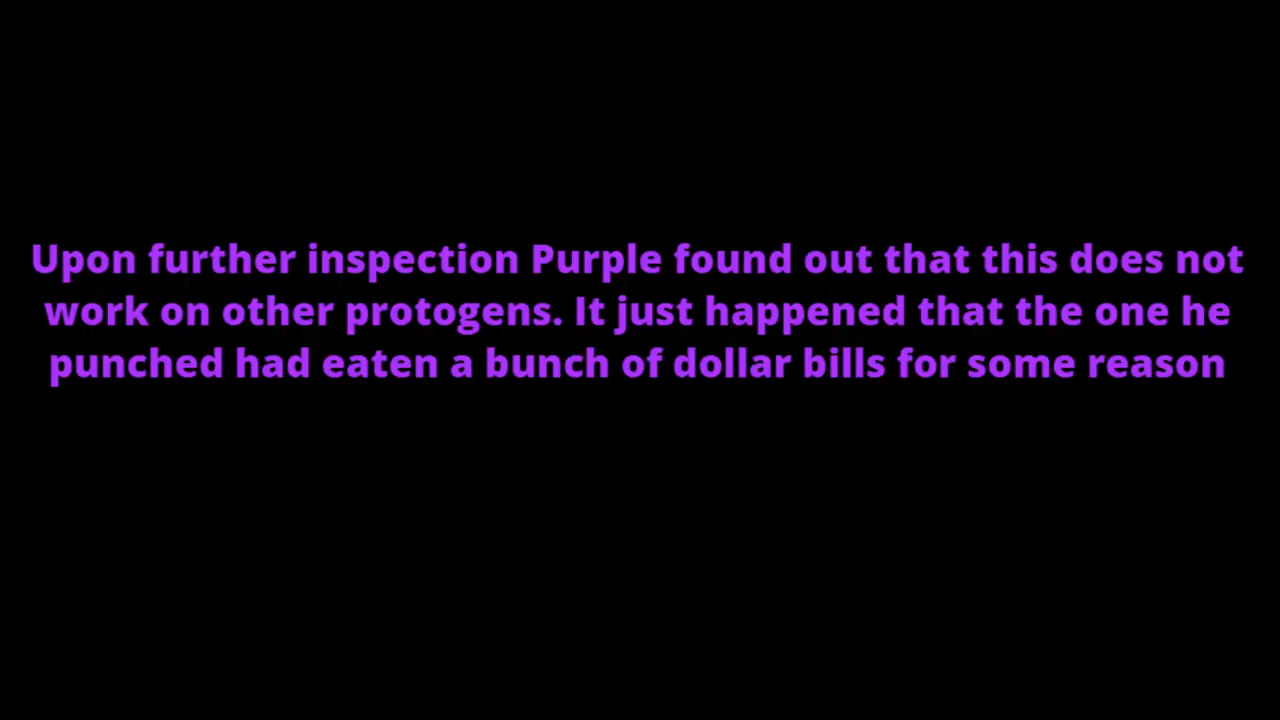 Upon further inspection Purple found out that this does not
work on other protogens. It just happened that the one he
punched had eaten a bunch of dollar bills for some reason